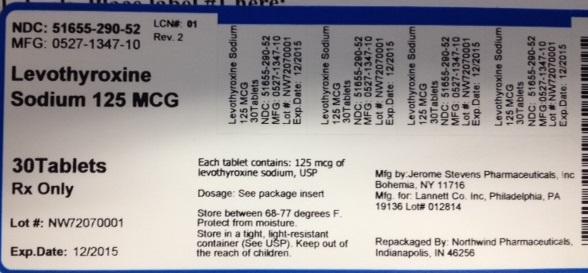 Place label #1 here:
NDC: 51655-290-52
MFG: 0527-1347-10
LCN#: 01
Rev. 2
Levothyroxine
Sodium 125 MCG
30Tablets
Rx Only
Lot #: NW72070001
Exp.Date: 12/2015
Levothyroxine Sodium
125 MCG
30Tablets
NDC: 51655-290-52
MFG:0527-1347-10
Lot #:NW72070001
Exp.Date: 12/2015
Levothyroxine Sodium
125 MCG
30Tablets
NDC: 51655-290-52
MFG:0527-1347-10
Lot #:NW72070001
Exp.Date: 12/2015
Levothyroxine Sodium
125 MCG
30Tablets
NDC: 51655-290-52
MFG:0527-1347-10
Lot #:NW72070001
Exp.Date: 12/2015
Levothyroxine Sodium
125 MCG
30Tablets
NDC: 51655-290-52
MFG:0527-1347-10
Lot #:NW72070001
Exp.Date: 12/2015
Each tablet contains: 125 mcg of
levothyroxine sodium, USP
Dosage: See package insert
Store between 68-77 degrees F.
Protect from moisture.
Store in a tight, light-resistant
container (See USP). Keep out of
the reach of children.
Mfg by:Jerome Stevens Pharmaceuticals, Inc
Bohemia, NY 11716
Mfg. for: Lannett Co. Inc, Philadelphia, PA
19136 Lot# 012814
Repackaged By: Northwind Pharmaceuticals,
Indianapolis, IN 46256